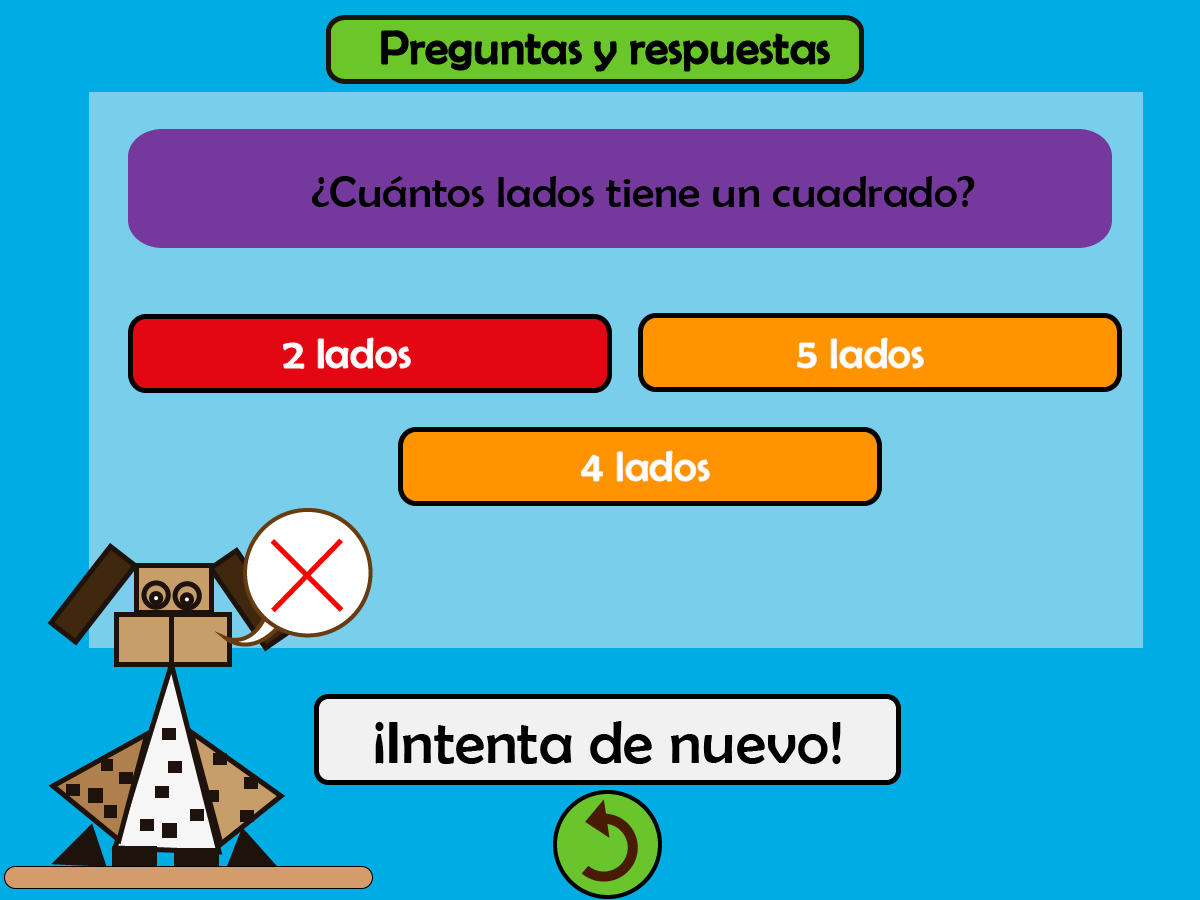 Preguntas y respuestas
¿Cuántos lados tiene un cuadrado?
2 lados
5 lados
4 lados
¡Intenta de nuevo!